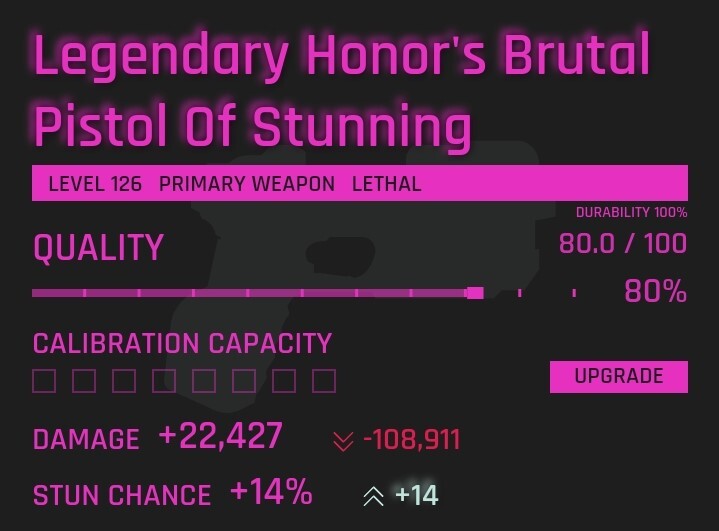 Legendary Honor's Brutal
Pistol Of Stunning
LEVEL 126 PRIMARY WEAPON LETHAL
DURABILITY 100%
QUALITY 80.0 / 100
80%
CALIBRATION CAPACITY
UPGRADE
DAMAGE +22,427 -108,911
STUN CHANCE +14% +14